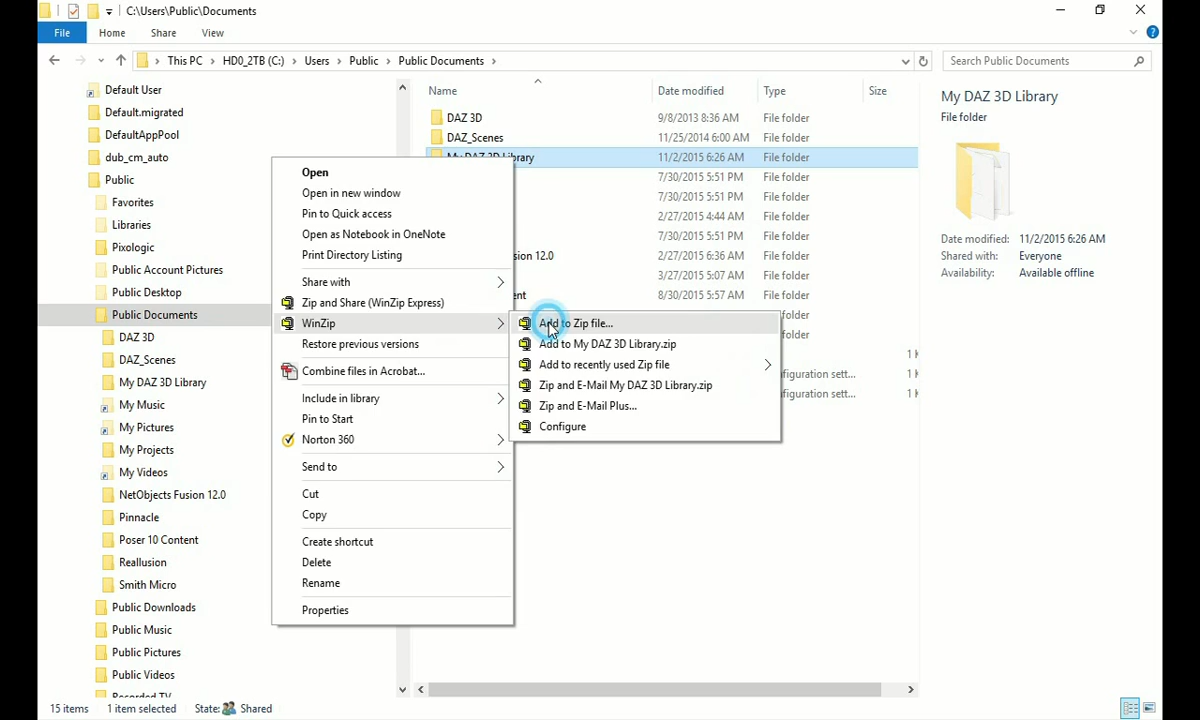 C:\Users\Public\Documents
File Home Share View
This PC HD0_2TB (C:) Users Public Public Documents
Search Public Documents
Default User
Default.migrated
DefaultAppPool
dub_cm_auto
Public
Favorites
Libraries
Pixologic
Public Account Pictures
Public Desktop
Public Documents
DAZ 3D
DAZ_Scenes
My DAZ 3D Library
My Music
My Pictures
My Projects
My Videos
NetObjects Fusion 12.0
Pinnacle
Poser 10 Content
Reallusion
Smith Micro
Public Downloads
Public Music
Public Pictures
Public Videos
Recorded TV
Name Date modified Type Size
DAZ 3D 9/8/2013 8:36 AM File folder
DAZ_Scenes 11/25/2014 6:00 AM File folder
My DAZ 3D Library 11/2/2015 6:26 AM File folder
7/30/2015 5:51 PM File folder
7/30/2015 5:51 PM File folder
2/27/2015 4:44 AM File folder
7/30/2015 5:51 PM File folder
sion 12.0 2/27/2015 6:36 AM File folder
3/27/2015 5:07 AM File folder
ent 8/30/2015 5:57 AM File folder
File folder
File folder
1 K
figuration sett... 1 K
figuration sett... 1 K
Open
Open in new window
Pin to Quick access
Open as Notebook in OneNote
Print Directory Listing
Share with
Zip and Share (WinZip Express)
WinZip
Restore previous versions
Combine files in Acrobat...
Include in library
Pin to Start
Norton 360
Send to
Cut
Copy
Create shortcut
Delete
Rename
Properties
Add to Zip file...
Add to My DAZ 3D Library.zip
Add to recently used Zip file
Zip and E-Mail My DAZ 3D Library.zip
Zip and E-Mail Plus...
Configure
My DAZ 3D Library
File folder
Date modified: 11/2/2015 6:26 AM
Shared with: Everyone
Availability: Available offline
15 items 1 item selected State: Shared